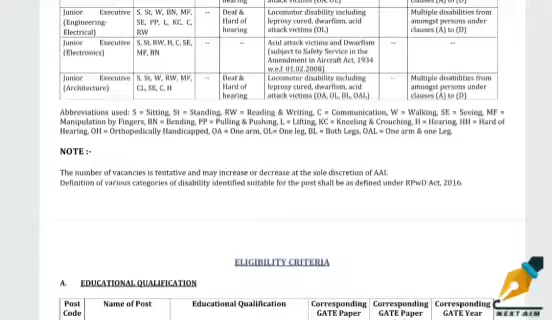 attack victims (OA, OL)
clauses (A) to (D)
Junior Executive S, St, W, BN, MF, -- Deaf & Locomotor disability including -- Multiple disabilities from
(Engineering- SE, PP, L, KC, C, Hard of leprosy cured, dwarfism, acid amongst persons under
Electrical) RW hearing attack victims (OL) clauses (A) to (D)
Junior Executive S, St, RW, H, C, SE, -- -- Acid attack victims and Dwarfism -- --
(Electronics) MF, BN (subject to Safety Service in the
Amendment in Aircraft Act, 1934
w.e.f. 01.02.2008)
Junior Executive S, St, W, RW, MF, -- Deaf & Locomotor disability including -- Multiple disabilities from
(Architecture) CL, SE, C, H Hard of leprosy cured, dwarfism, acid amongst persons under
hearing attack victims (OA, OL, BL, OAL) clauses (A) to (D)
Abbreviations used: S = Sitting, St = Standing, RW = Reading & Writing, C = Communication, W = Walking, SE = Seeing, MF =
Manipulation by Fingers, BN = Bending, PP = Pulling & Pushing, L = Lifting, KC = Kneeling & Crouching, H = Hearing, HH = Hard of
Hearing, OH = Orthopedically Handicapped, OA = One arm, OL= One leg, BL = Both Legs, OAL = One arm & one Leg.
NOTE :-
The number of vacancies is tentative and may increase or decrease at the sole discretion of AAI.
Definition of various categories of disability identified suitable for the post shall be as defined under RPwD Act, 2016.
ELIGIBILITY CRITERIA
A. EDUCATIONAL QUALIFICATION
Post Name of Post Educational Qualification Corresponding Corresponding Corresponding
Code GATE Paper GATE Paper GATE Year
NEXT AIM